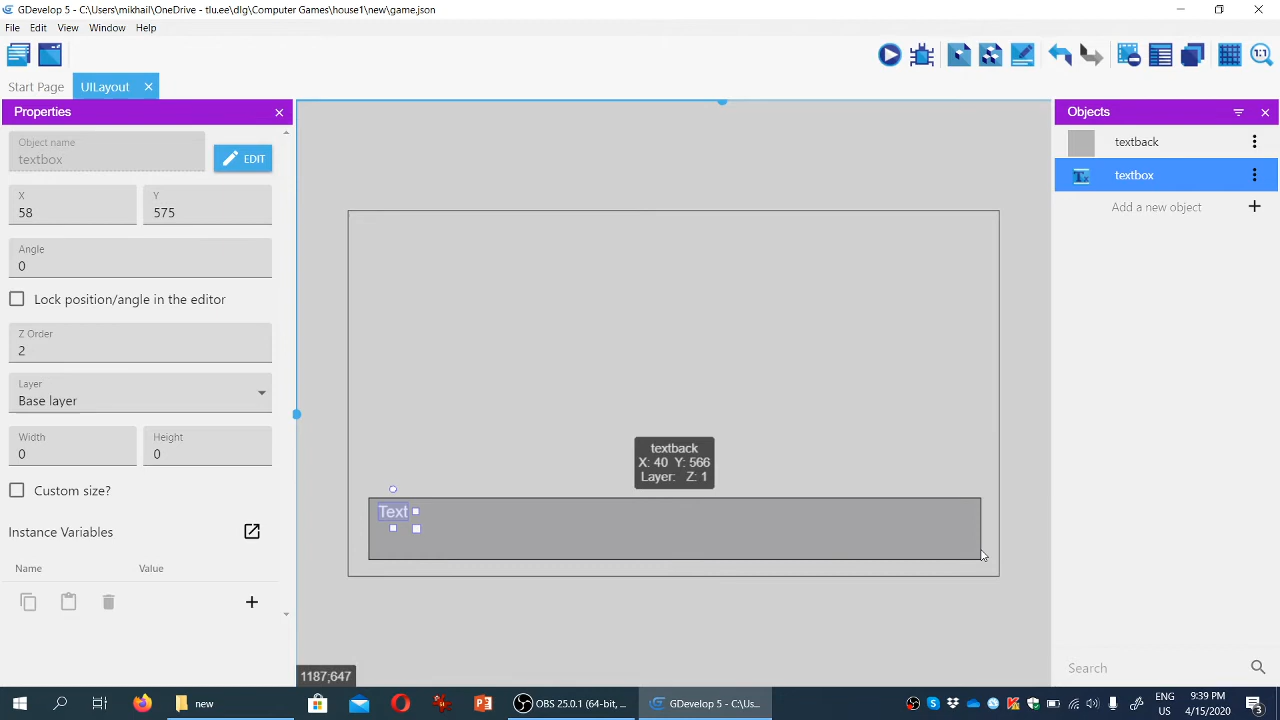 GDevelop 5 - C:\Users\mikhail\OneDrive - tlu.ee\dlg\Computer Games\house1\new\game.json
File Edit View Window Help
Start Page
UILayout
Properties
Object name
textbox
EDIT
X
58
Y
575
Angle
0
Lock position/angle in the editor
Z Order
2
Layer
Base layer
Width
0
Height
0
Custom size?
Instance Variables
Name
Value
textback
X: 40 Y: 566
Layer: Z: 1
Text
1187;647
Objects
textback
textbox
Add a new object
Search
1:1
new
OBS 25.0.1 (64-bit, ...
GDevelop 5 - C:\Us...
ENG
US
9:39 PM
4/15/2020
3